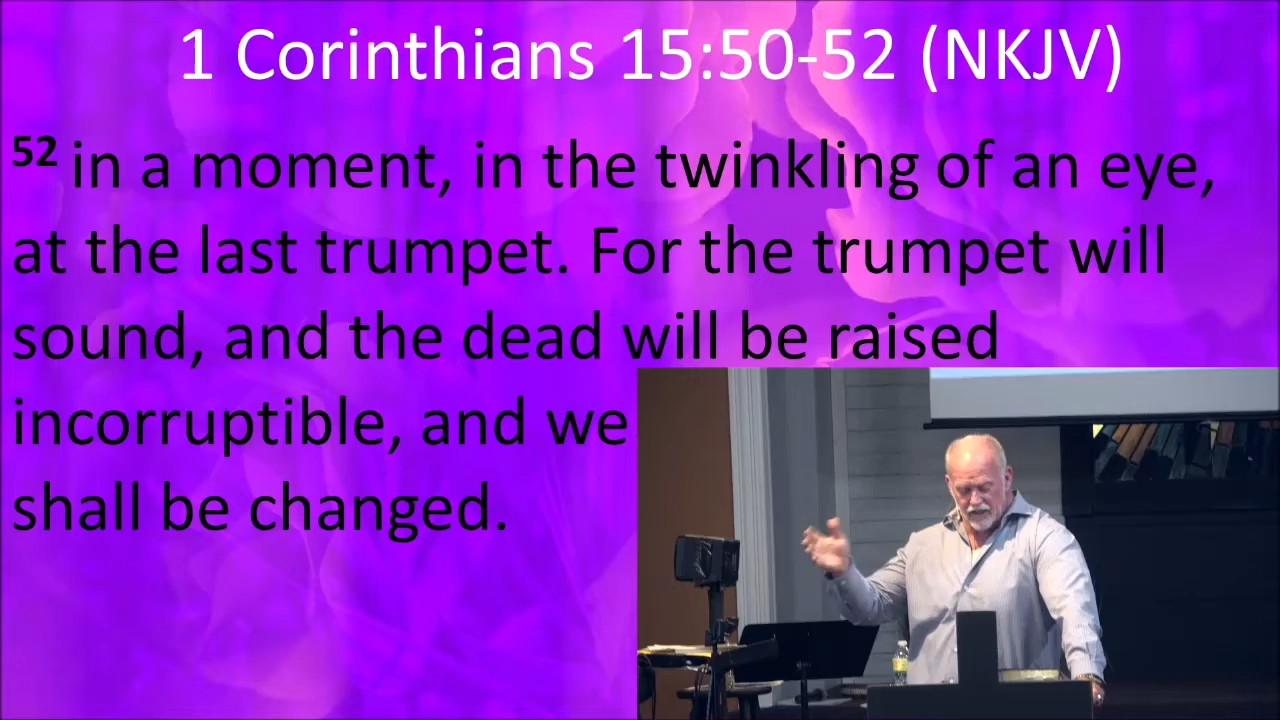 1 Corinthians 15:50-52 (NKJV)
52 in a moment, in the twinkling of an eye,
at the last trumpet. For the trumpet will
sound, and the dead will be raised
incorruptible, and we
shall be changed.